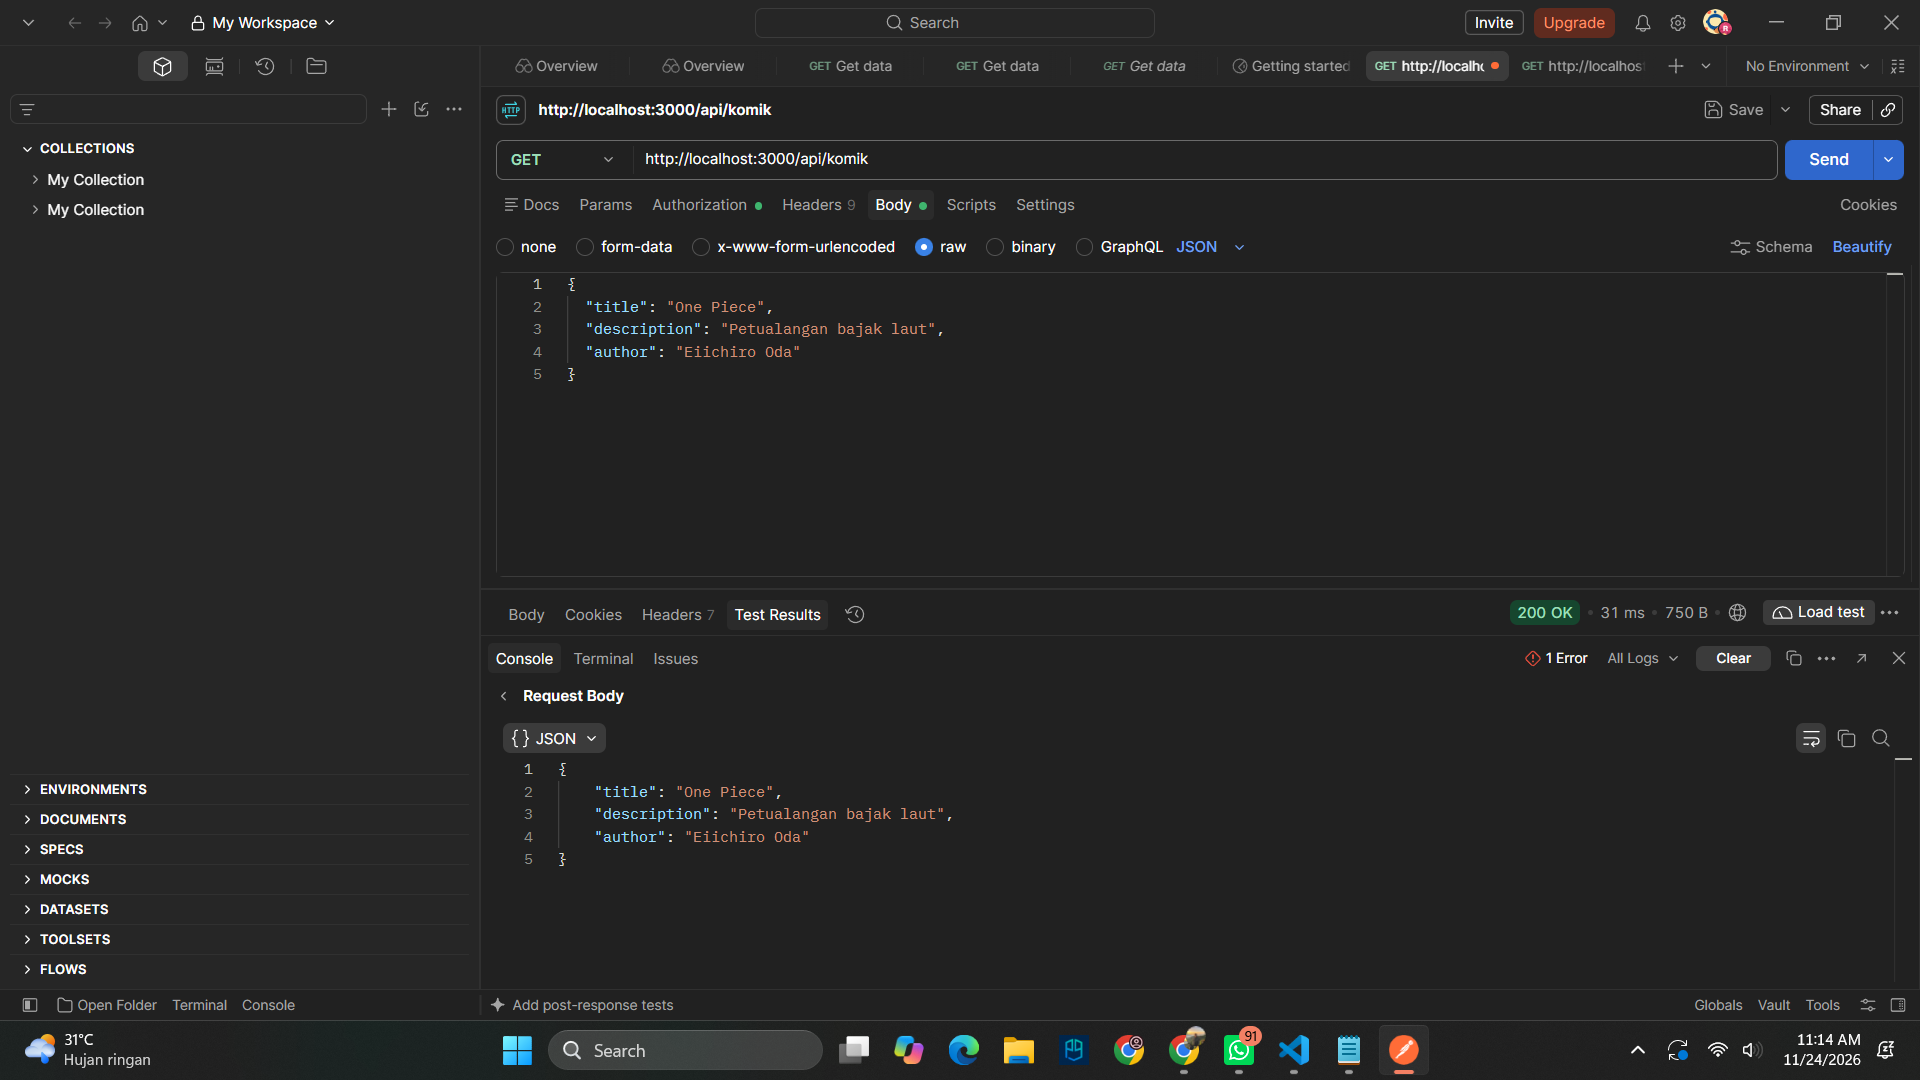 My Workspace
Search
Invite
Upgrade
Overview
Overview
GET Get data
GET Get data
GET Get data
Getting started
GET http://localho
GET http://localhost
No Environment
HTTP
http://localhost:3000/api/komik
Save
Share
COLLECTIONS
My Collection
My Collection
GET
http://localhost:3000/api/komik
Send
Docs
Params
Authorization
Headers 9
Body
Scripts
Settings
Cookies
none
form-data
x-www-form-urlencoded
raw
binary
GraphQL
JSON
Schema
Beautify
1 {
2 "title": "One Piece",
3 "description": "Petualangan bajak laut",
4 "author": "Eiichiro Oda"
5 }
Body
Cookies
Headers 7
Test Results
200 OK
31 ms
750 B
Load test
Console
Terminal
Issues
1 Error
All Logs
Clear
Request Body
{} JSON
1 {
2 "title": "One Piece",
3 "description": "Petualangan bajak laut",
4 "author": "Eiichiro Oda"
5 }
ENVIRONMENTS
DOCUMENTS
SPECS
MOCKS
DATASETS
TOOLSETS
FLOWS
Open Folder
Terminal
Console
Add post-response tests
Globals
Vault
Tools
31°C
Hujan ringan
Search
91
11:14 AM
11/24/2026